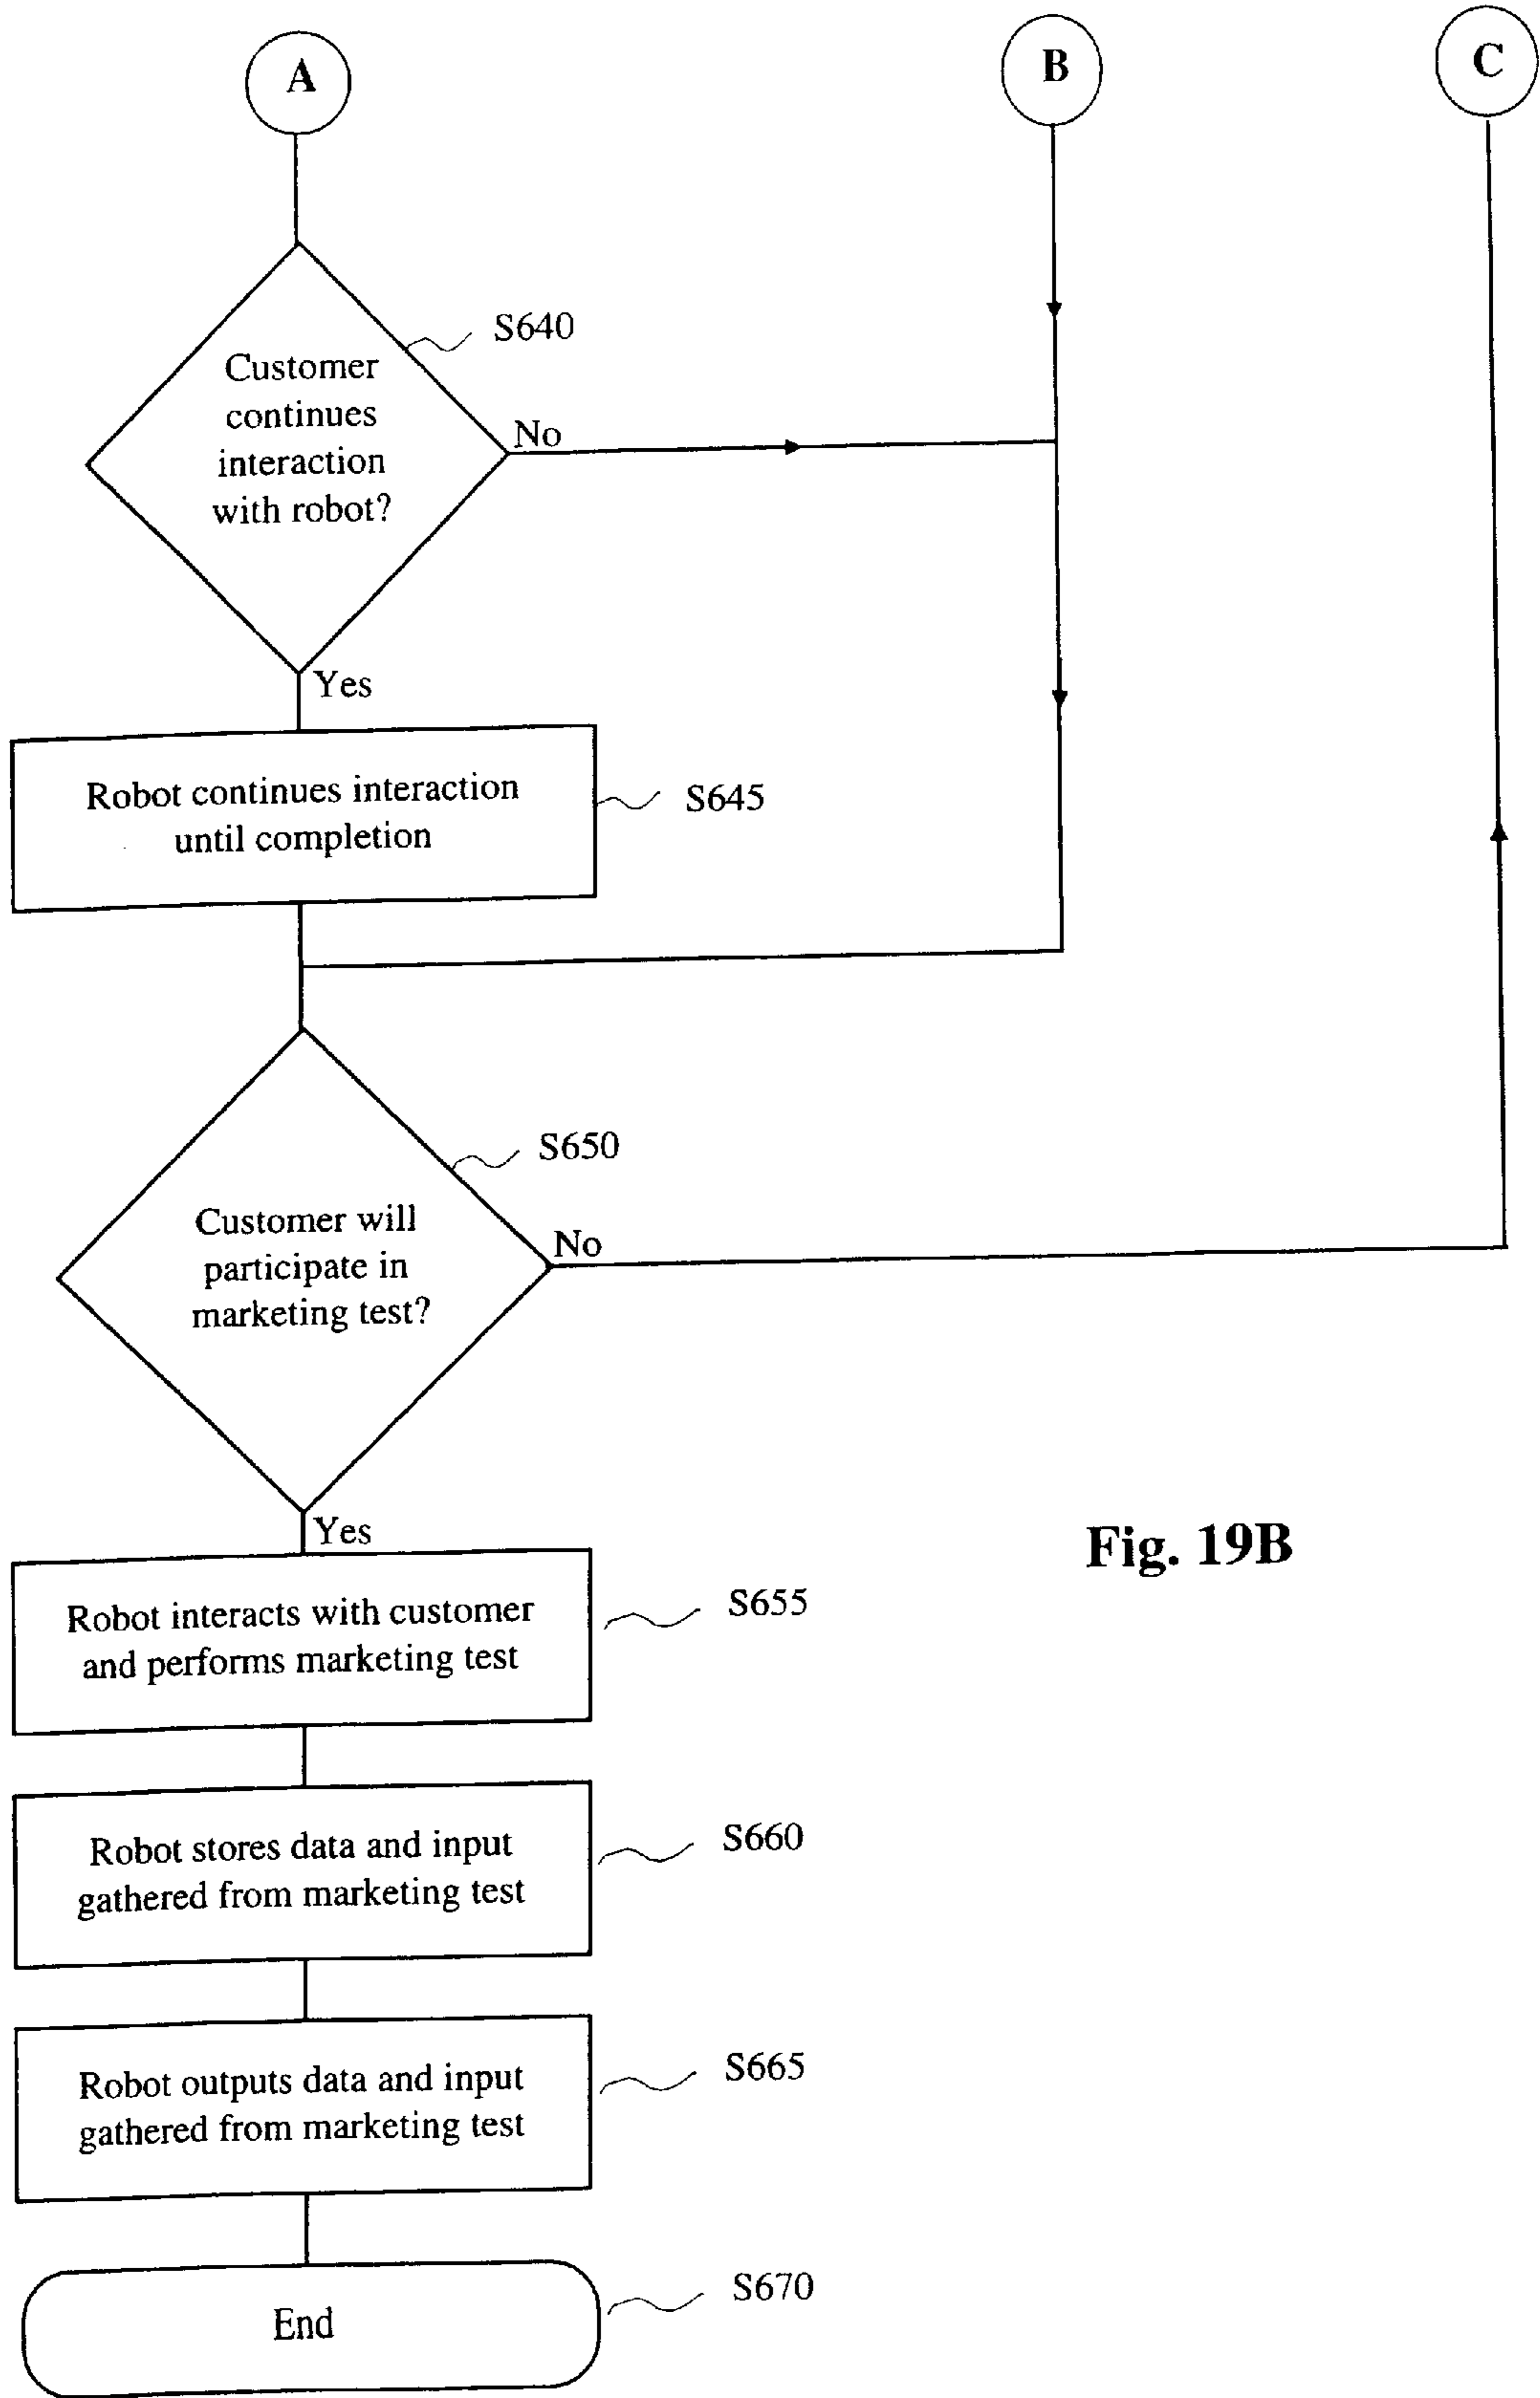 A
B
C
S640
Customer
continues
interaction
with robot?
No
Yes
Robot continues interaction
until completion
S645
S650
Customer will
participate in
marketing test?
No
Yes
Fig. 19B
Robot interacts with customer
and performs marketing test
S655
Robot stores data and input
gathered from marketing test
S660
Robot outputs data and input
gathered from marketing test
S665
End
S670